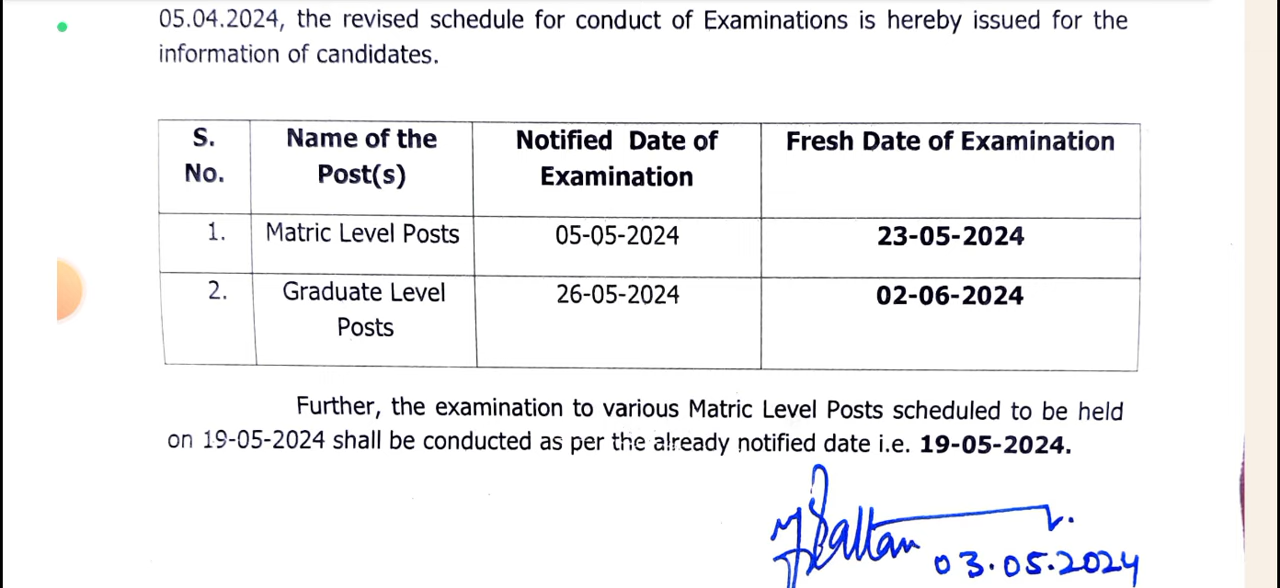 05.04.2024, the revised schedule for conduct of Examinations is hereby issued for the
information of candidates.
S. No. Name of the Post(s) Notified Date of Examination Fresh Date of Examination
1. Matric Level Posts 05-05-2024 23-05-2024
2. Graduate Level Posts 26-05-2024 02-06-2024
Further, the examination to various Matric Level Posts scheduled to be held
on 19-05-2024 shall be conducted as per the already notified date i.e. 19-05-2024.
03.05.2024